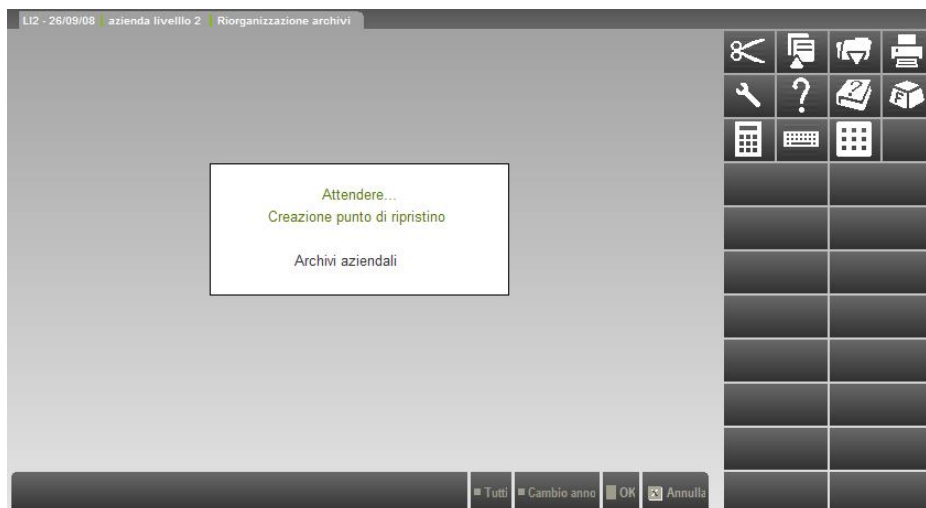 LI2 - 26/09/08 azienda livelllo 2 Riorganizzazione archivi
Attendere...
Creazione punto di ripristino
Archivi aziendali
Tutti Cambio anno OK Annulla